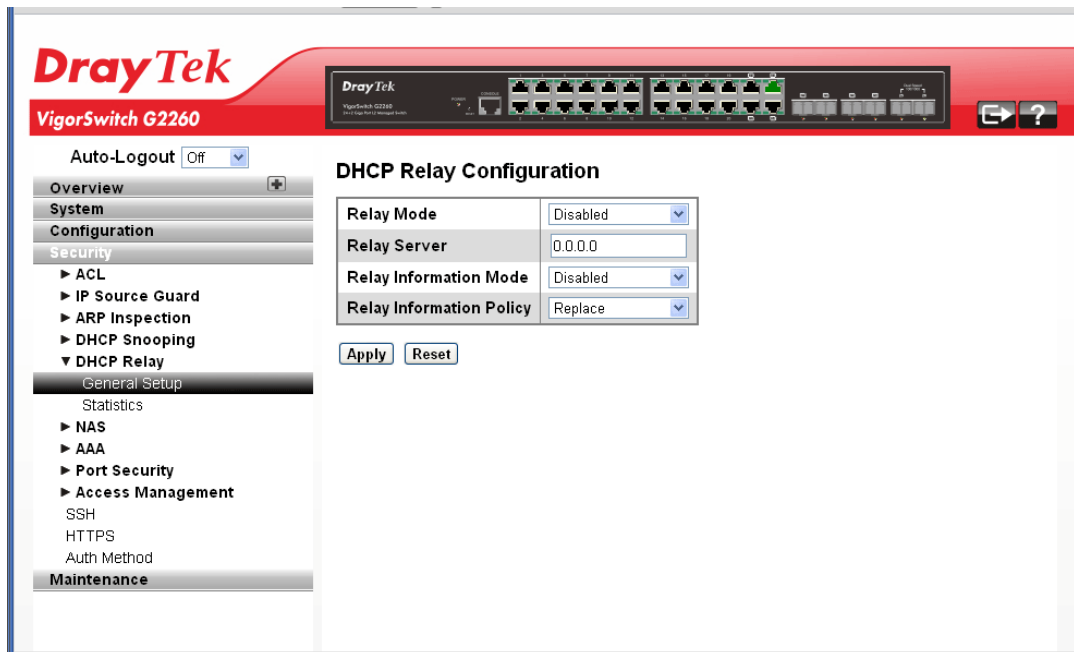 DrayTek
VigorSwitch G2260
DrayTek
VigorSwitch G2260
Auto-Logout Off
Overview
System
Configuration
Security
ACL
IP Source Guard
ARP Inspection
DHCP Snooping
DHCP Relay
General Setup
Statistics
NAS
AAA
Port Security
Access Management
SSH
HTTPS
Auth Method
Maintenance
DHCP Relay Configuration
Relay Mode Disabled
Relay Server 0.0.0.0
Relay Information Mode Disabled
Relay Information Policy Replace
Apply Reset